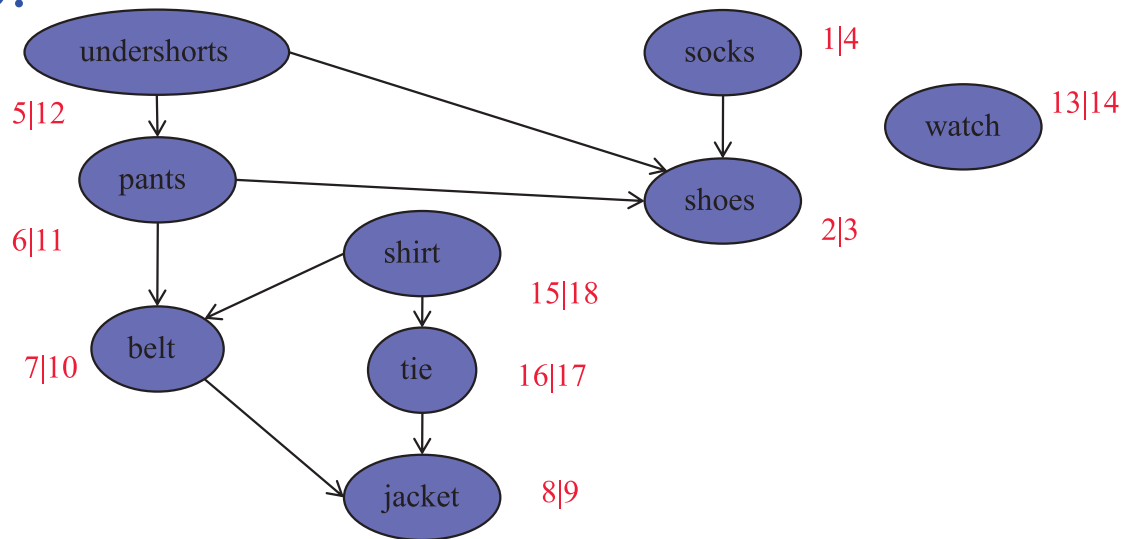 undershorts
socks
1|4
watch
13|14
5|12
pants
shoes
6|11
shirt
2|3
15|18
belt
7|10
tie
16|17
jacket
8|9